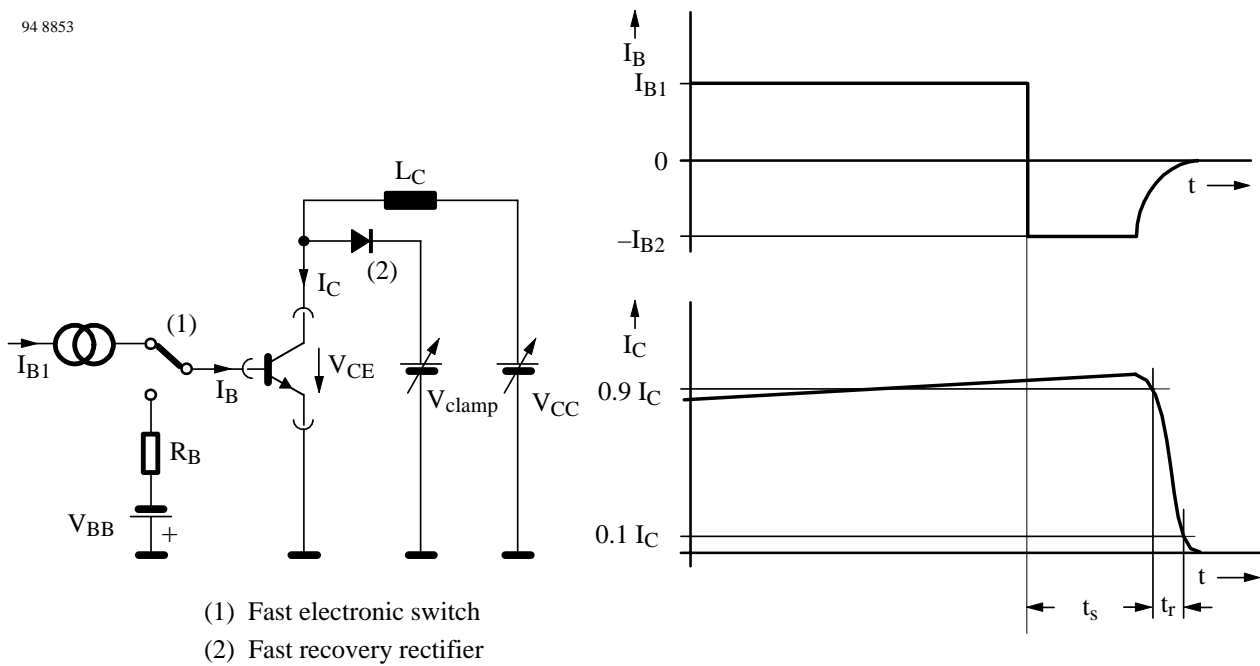 94 8853
I_B
I_B1
0
t
–I_B2
L_C
(2)
I_C
(1)
I_B1
I_B
V_CE
V_clamp
V_CC
R_B
V_BB
+
I_C
0.9 I_C
0.1 I_C
t
t_s
t_r
(1) Fast electronic switch
(2) Fast recovery rectifier